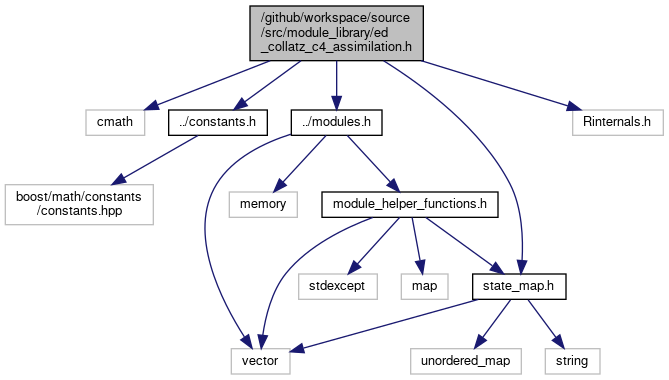 /github/workspace/source
/src/module_library/ed
_collatz_c4_assimilation.h
cmath
../constants.h
../modules.h
Rinternals.h
boost/math/constants
/constants.hpp
memory
module_helper_functions.h
stdexcept
map
state_map.h
vector
unordered_map
string